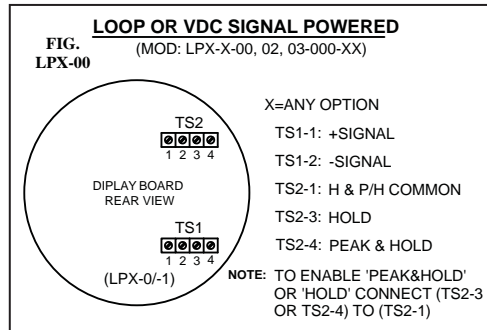 LOOP OR VDC SIGNAL POWERED
FIG.
LPX-00
(MOD: LPX-X-00, 02, 03-000-XX)
X=ANY OPTION
TS2
1 2 3 4
TS1-1: +SIGNAL
TS1-2: -SIGNAL
DIPLAY BOARD
REAR VIEW
TS2-1: H & P/H COMMON
TS2-3: HOLD
TS1
1 2 3 4
TS2-4: PEAK & HOLD
(LPX-0/-1)
NOTE: TO ENABLE 'PEAK&HOLD'
OR 'HOLD' CONNECT (TS2-3
OR TS2-4) TO (TS2-1)